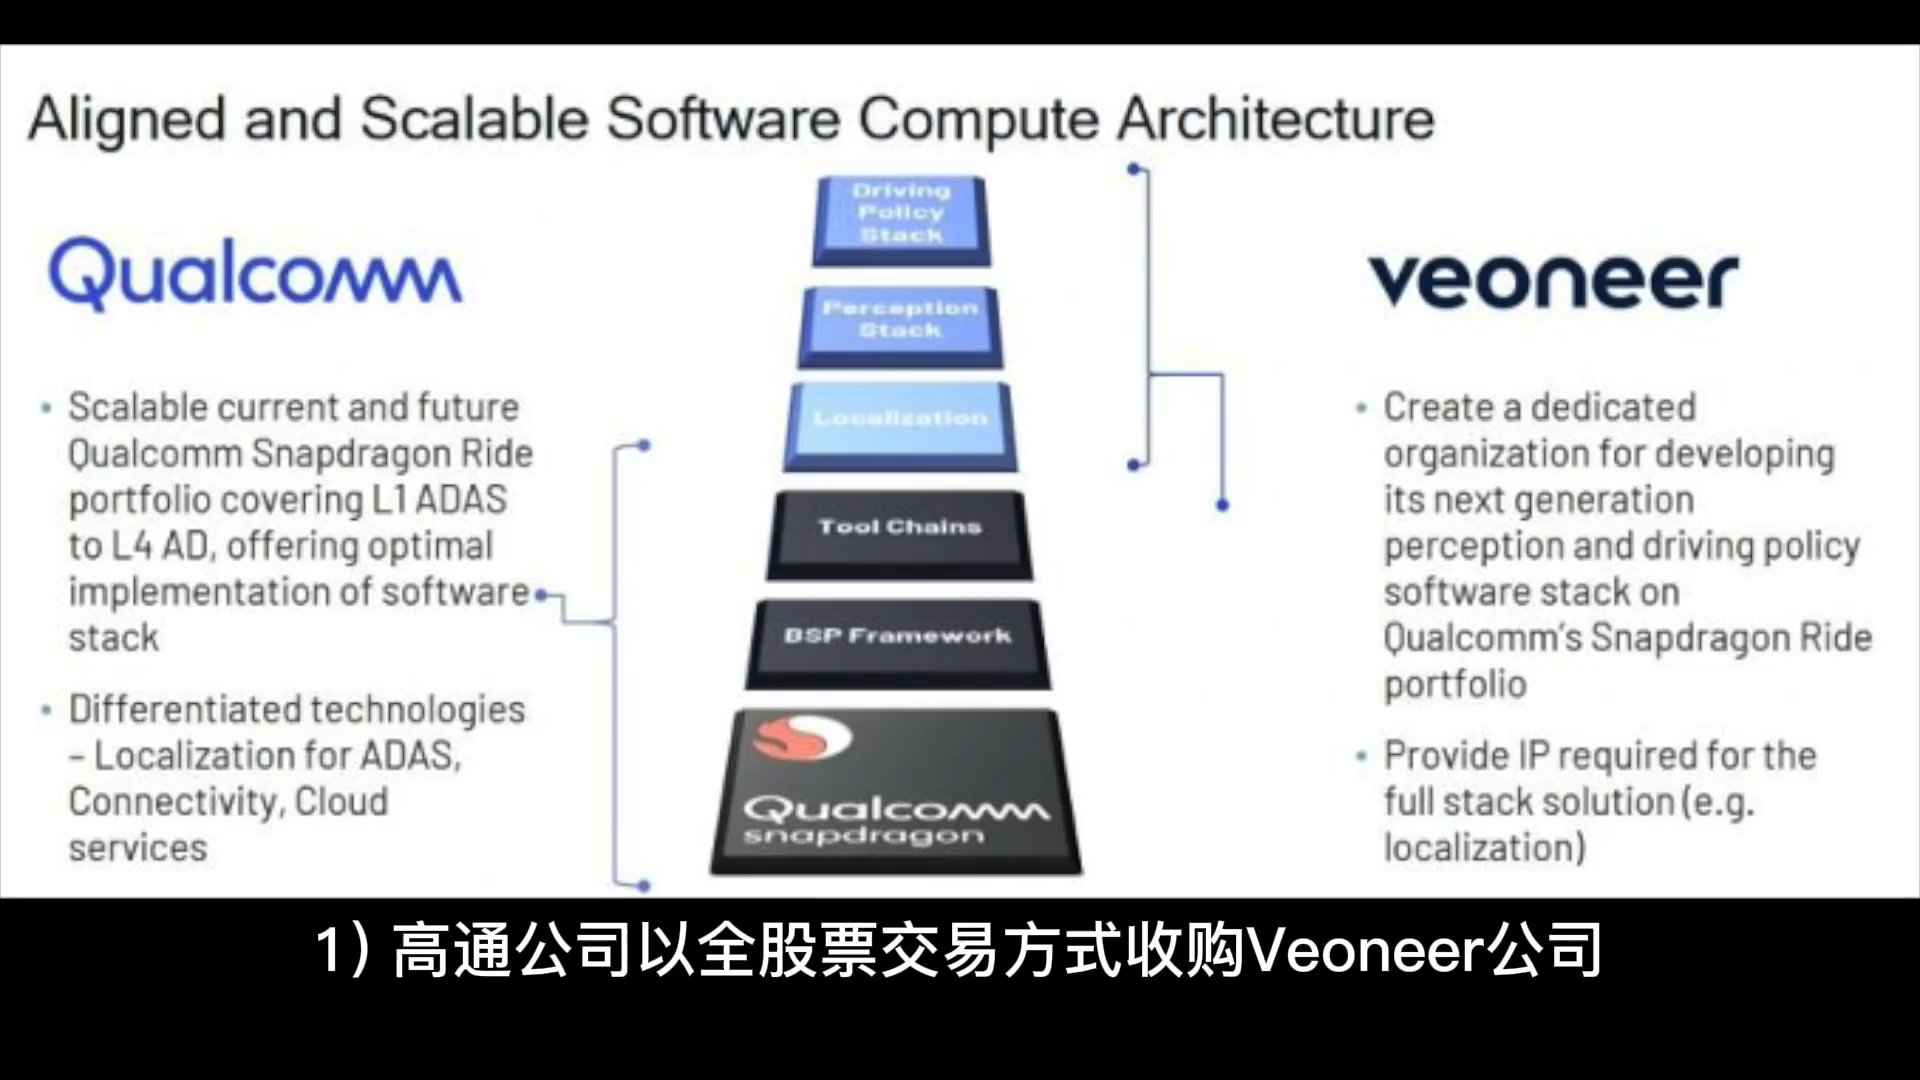 Aligned and Scalable Software Compute Architecture
Qualcomm
• Scalable current and future
Qualcomm Snapdragon Ride
portfolio covering L1 ADAS
to L4 AD, offering optimal
implementation of software
stack
• Differentiated technologies
– Localization for ADAS,
Connectivity, Cloud
services
Driving
Policy
Stack
Perception
Stack
Localization
Tool Chains
BSP Framework
Qualcomm
snapdragon
veoneer
• Create a dedicated
organization for developing
its next generation
perception and driving policy
software stack on
Qualcomm's Snapdragon Ride
portfolio
• Provide IP required for the
full stack solution (e.g.
localization)
1) 高通公司以全股票交易方式收购Veoneer公司